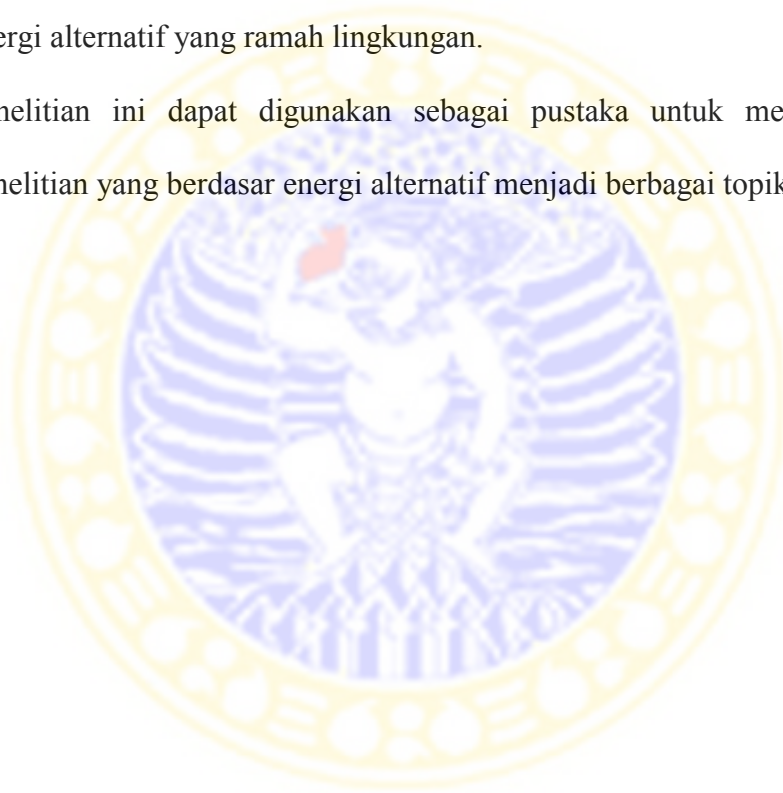 ergi alternatif yang ramah lingkungan.
nelitian ini dapat digunakan sebagai pustaka untuk me
nelitian yang berdasar energi alternatif menjadi berbagai topik